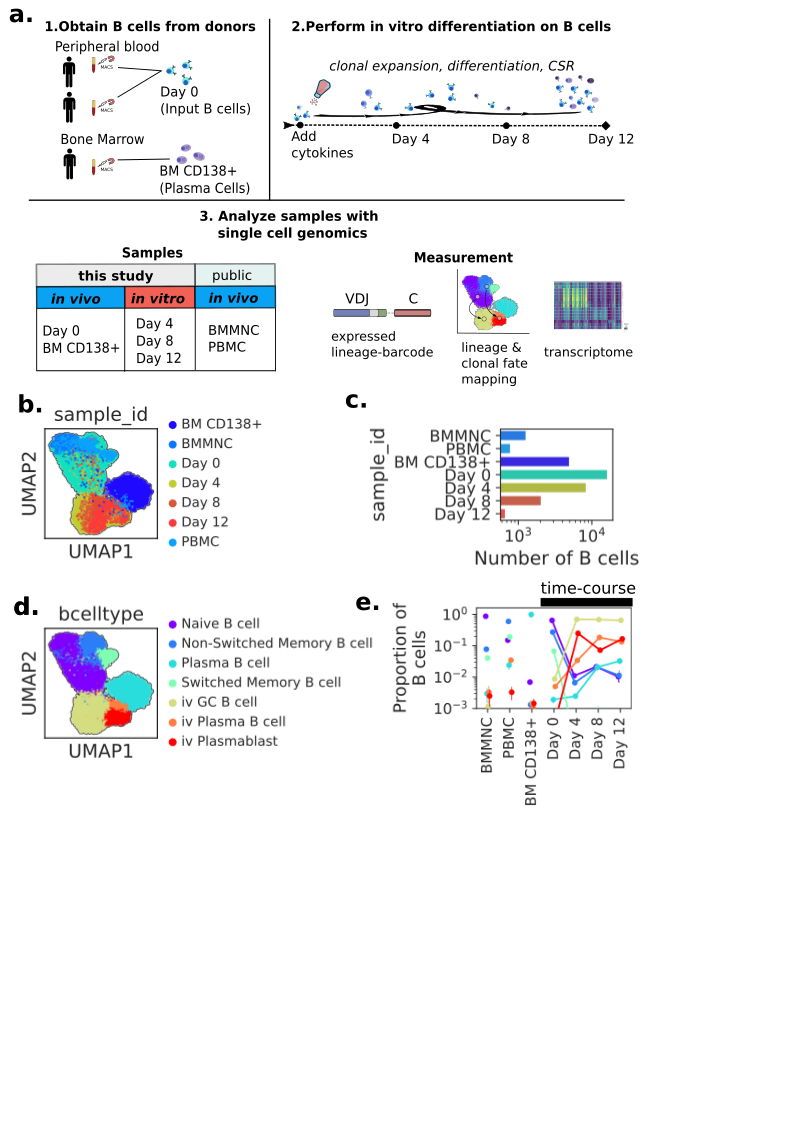 a.
1.Obtain B cells from donors
Peripheral blood
MACS
MACS
Day 0
(Input B cells)
Bone Marrow
MACS
BM CD138+
(Plasma Cells)
2.Perform in vitro differentiation on B cells
clonal expansion, differentiation, CSR
Add
cytokines
Day 4
Day 8
Day 12
3. Analyze samples with
single cell genomics
Samples
this study
public
in vivo
in vitro
in vivo
Day 0
BM CD138+
Day 4
Day 8
Day 12
BMMNC
PBMC
Measurement
VDJ
C
expressed
lineage-barcode
lineage &
clonal fate
mapping
transcriptome
b.
sample_id
UMAP2
UMAP1
BM CD138+
BMMNC
Day 0
Day 4
Day 8
Day 12
PBMC
c.
sample_id
BMMNC
PBMC
BM CD138+
Day 0
Day 4
Day 8
Day 12
10³
10⁴
Number of B cells
d.
bcelltype
UMAP2
UMAP1
Naive B cell
Non-Switched Memory B cell
Plasma B cell
Switched Memory B cell
iv GC B cell
iv Plasma B cell
iv Plasmablast
e.
time-course
Proportion of
B cells
10⁰
10⁻¹
10⁻²
10⁻³
BMMNC
PBMC
BM CD138+
Day 0
Day 4
Day 8
Day 12